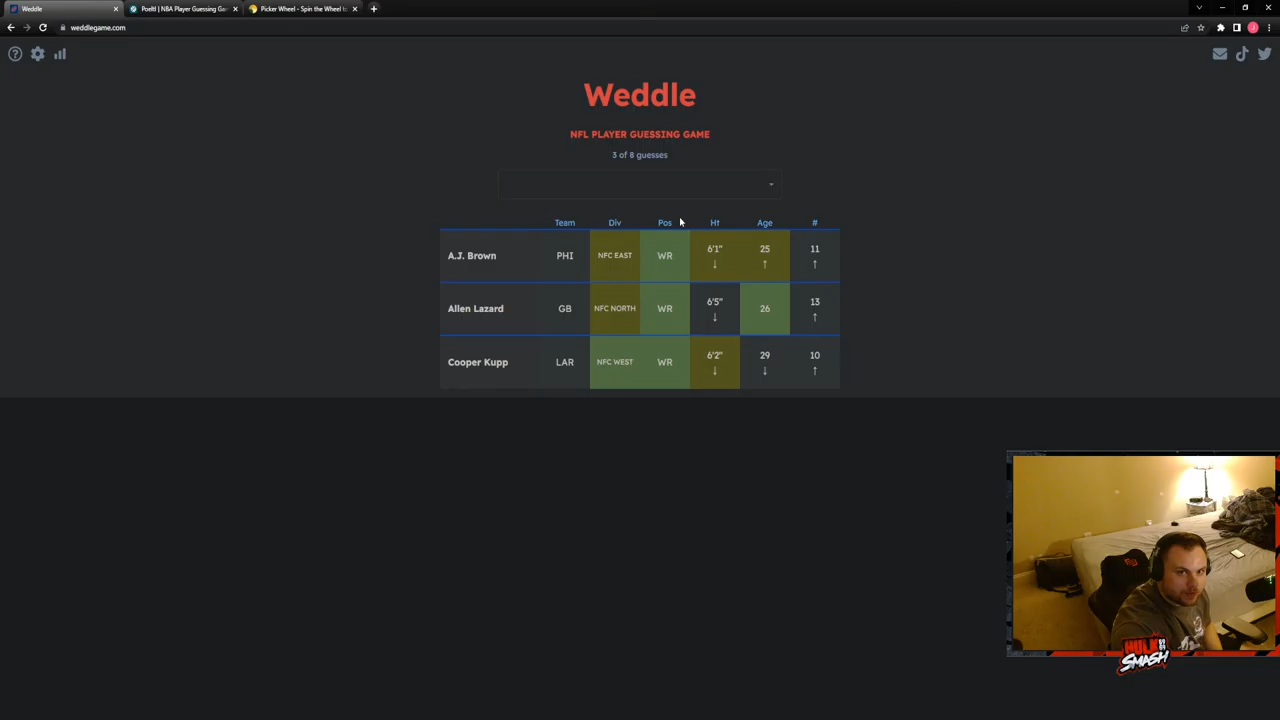 Weddle
Poeltl | NBA Player Guessing Ga
Picker Wheel - Spin the Wheel to
weddlegame.com
J
Weddle
NFL PLAYER GUESSING GAME
3 of 8 guesses
Team Div Pos Ht Age #
A.J. Brown PHI NFC EAST WR 6'1" ↓ 25 ↑ 11 ↑
Allen Lazard GB NFC NORTH WR 6'5" ↓ 26 13 ↑
Cooper Kupp LAR NFC WEST WR 6'2" ↓ 29 ↓ 10 ↑
HULK
SMASH